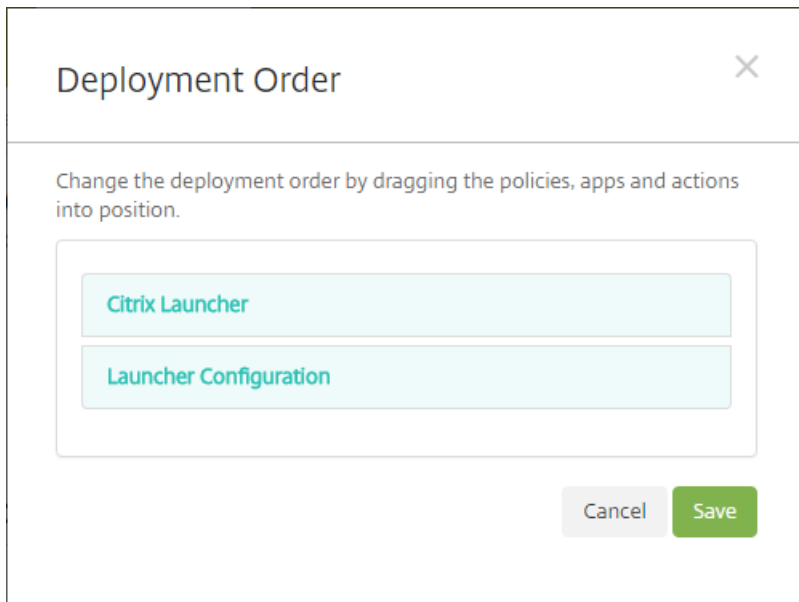 Deployment Order
Change the deployment order by dragging the policies, apps and actions
into position.
Citrix Launcher
Launcher Configuration
Cancel
Save